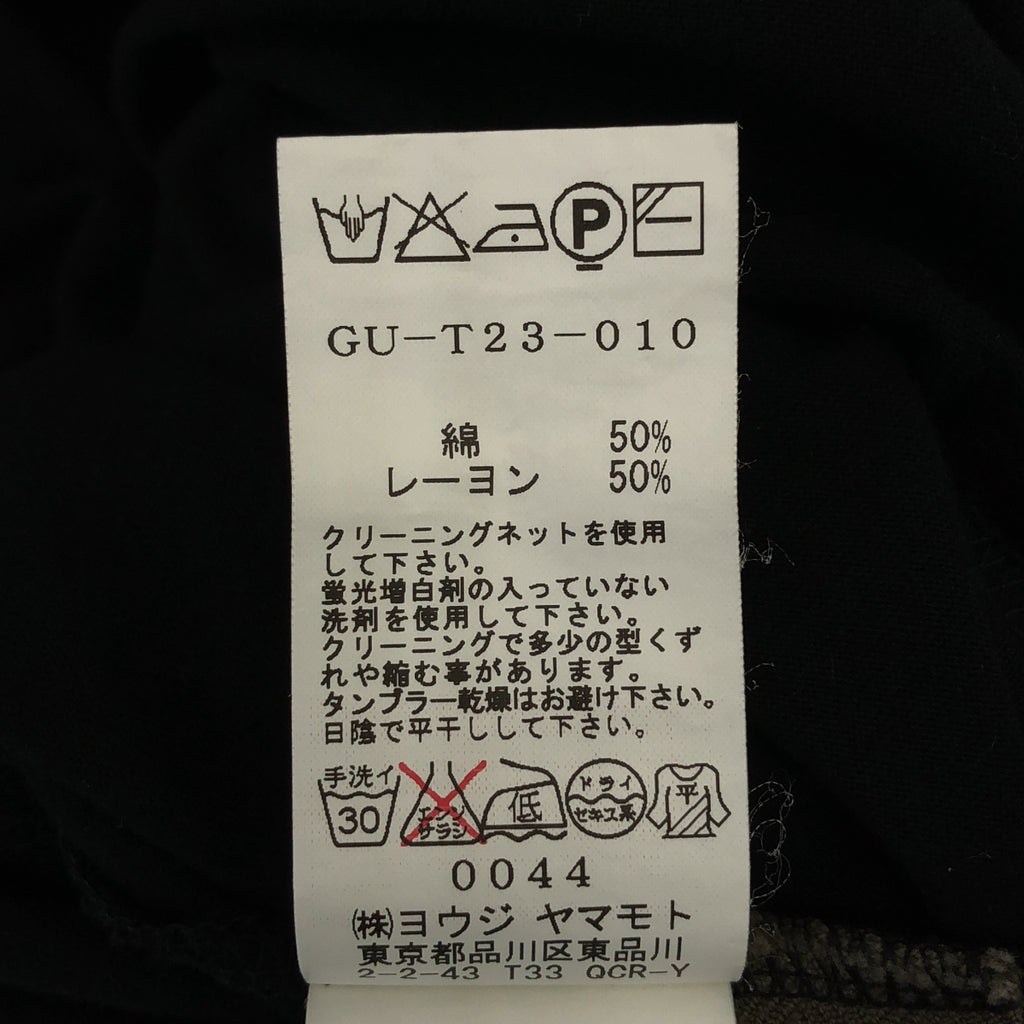 P
GU-T23-010
綿 50%
レーヨン 50%
クリーニングネットを使用
して下さい。
蛍光増白剤の入っていない
洗剤を使用して下さい。
クリーニングで多少の型くず
れや縮む事があります。
タンブラー乾燥はお避け下さい。
日陰で平干しして下さい。
手洗イ 30 エンソ サラシ 低 ドライ セキユ系 平
0044
㈱ヨウジ ヤマモト
東京都品川区東品川
2-2-43 T33 QCR-Y